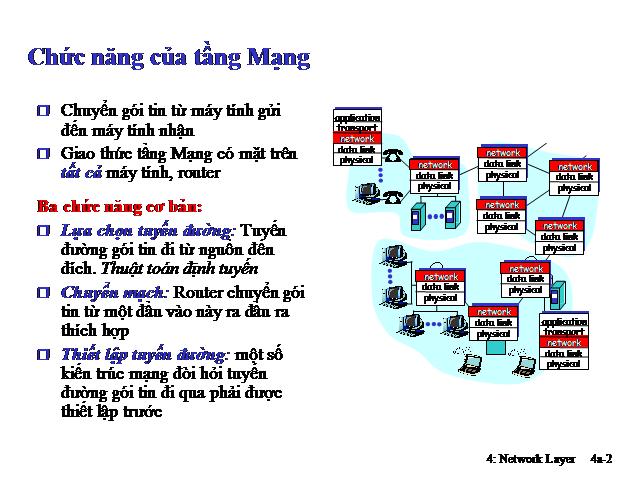 Chức năng của tầng Mạng
Chuyển gói tin từ máy tính gửi
đến máy tính nhận
Giao thức tầng Mạng có mặt trên
tất cả máy tính, router
Ba chức năng cơ bản:
Lựa chọn tuyến đường: Tuyến
đường gói tin đi từ nguồn đến
đích. Thuật toán định tuyến
Chuyển mạch: Router chuyển gói
tin từ một đầu vào này ra đầu ra
thích hợp
Thiết lập tuyến đường: một số
kiến trúc mạng đòi hỏi tuyến
đường gói tin đi qua phải được
thiết lập trước
application
transport
network
data link
physical
network
data link
physical
network
data link
physical
network
data link
physical
network
data link
physical
network
data link
physical
network
data link
physical
network
data link
physical
network
data link
physical
application
transport
network
data link
physical
4: Network Layer 4a-2